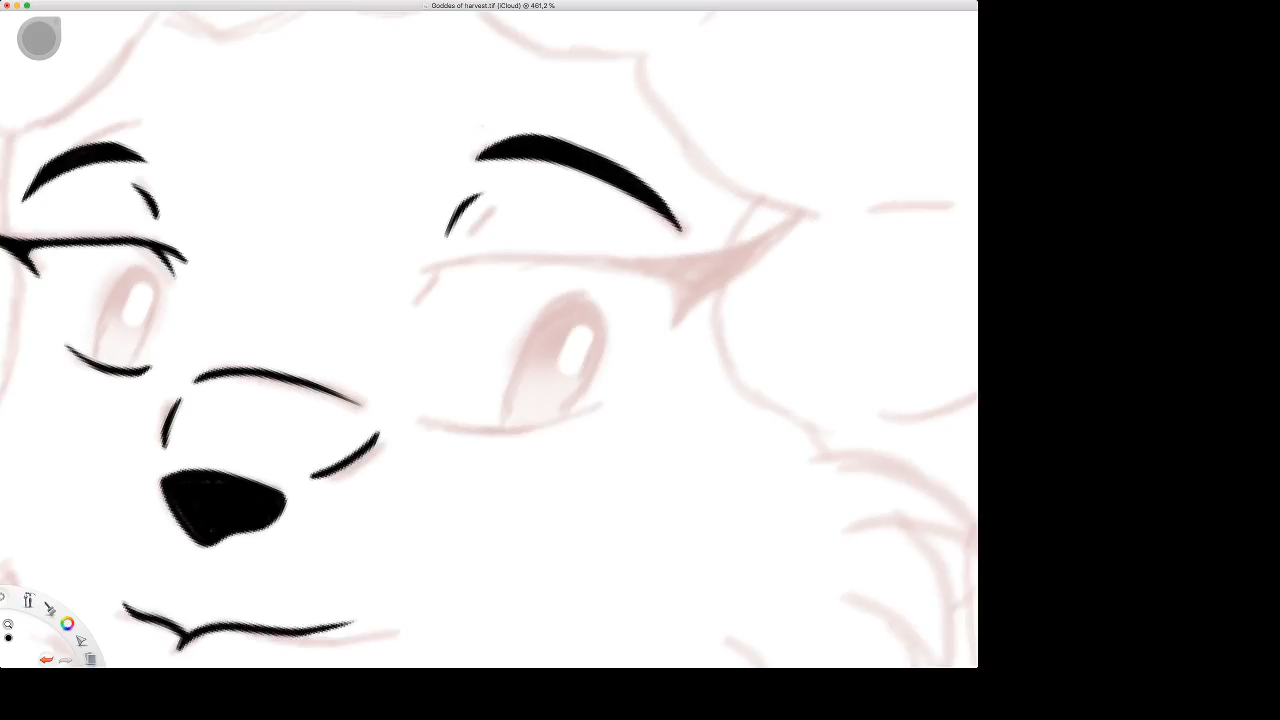 Goddes of harvest.tif (iCloud) @ 461,2 %